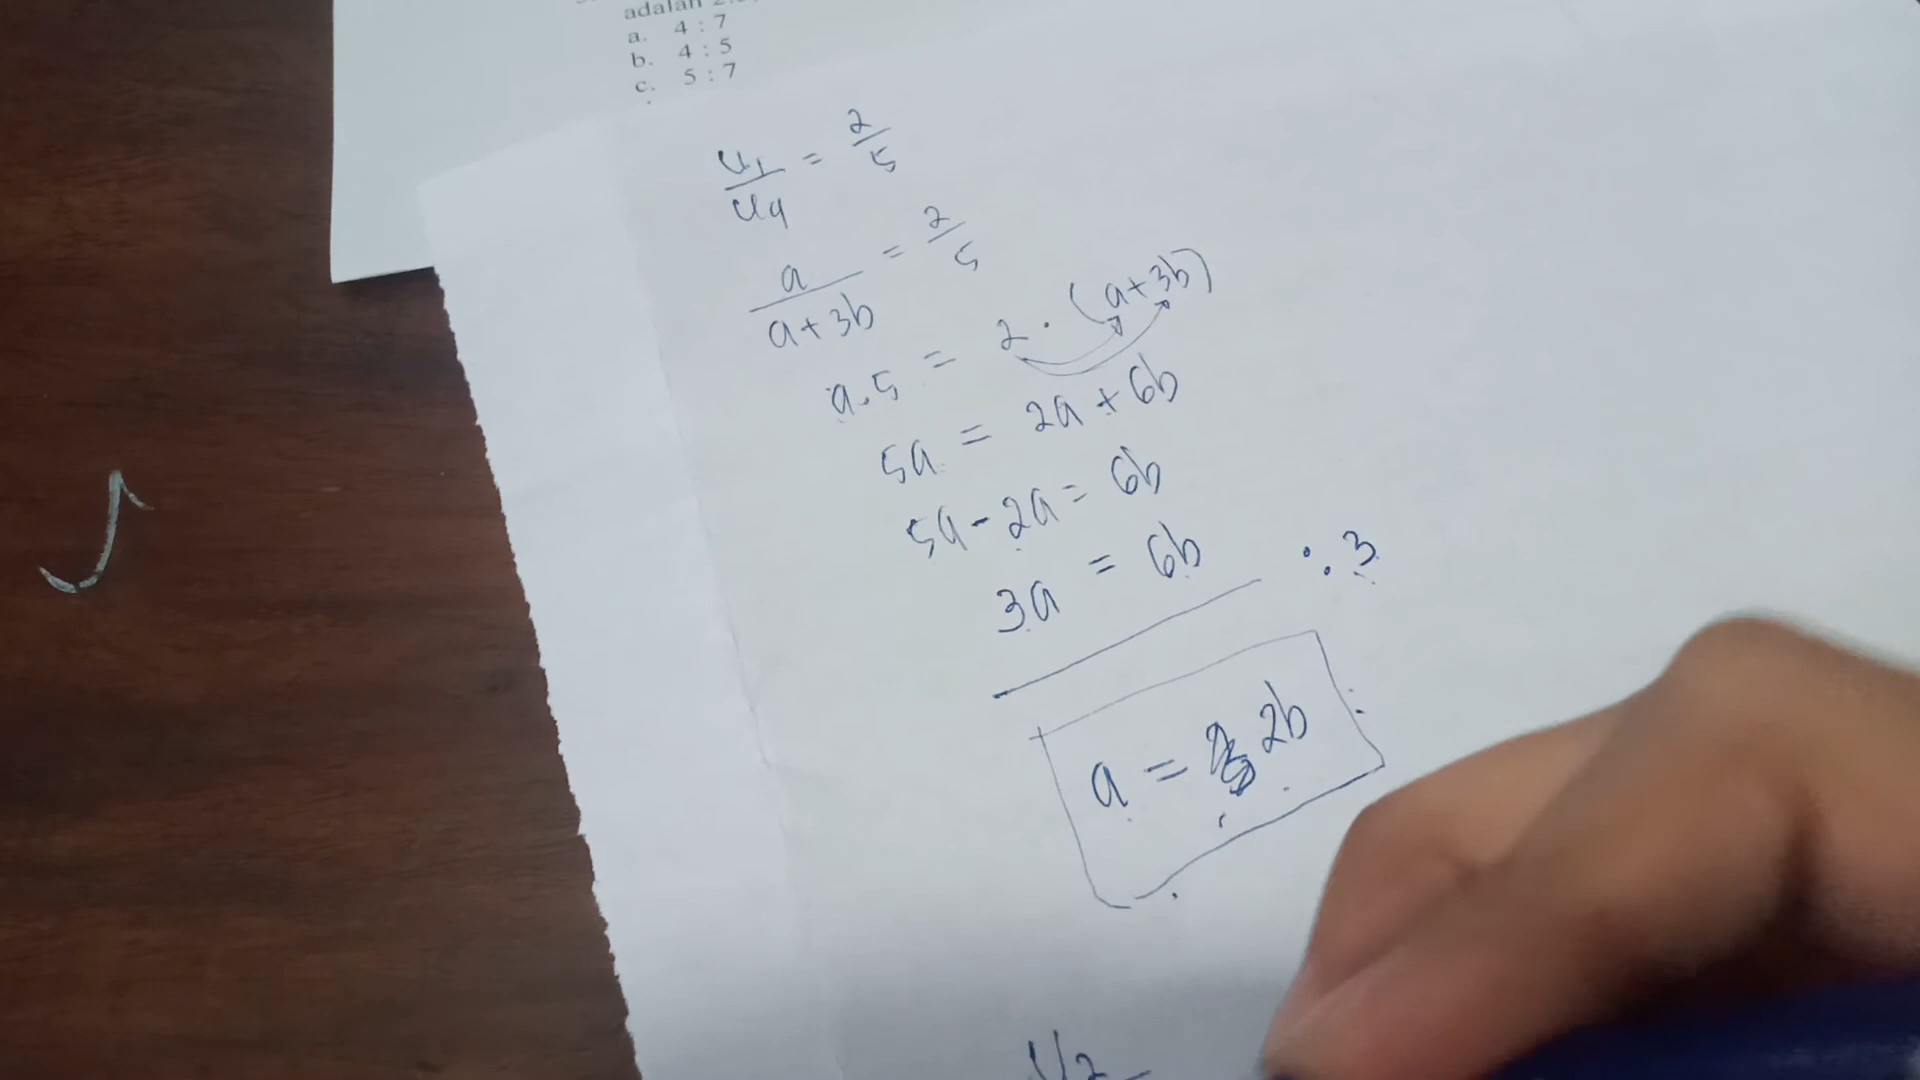 adalah
a. 4 : 7
b. 4 : 5
c. 5 : 7
U1/U4 = 2/5
a/a+3b = 2/5
a.5 = 2 · (a+3b)
5a = 2a + 6b
5a - 2a = 6b
3a = 6b : 3
a = 2b
U2